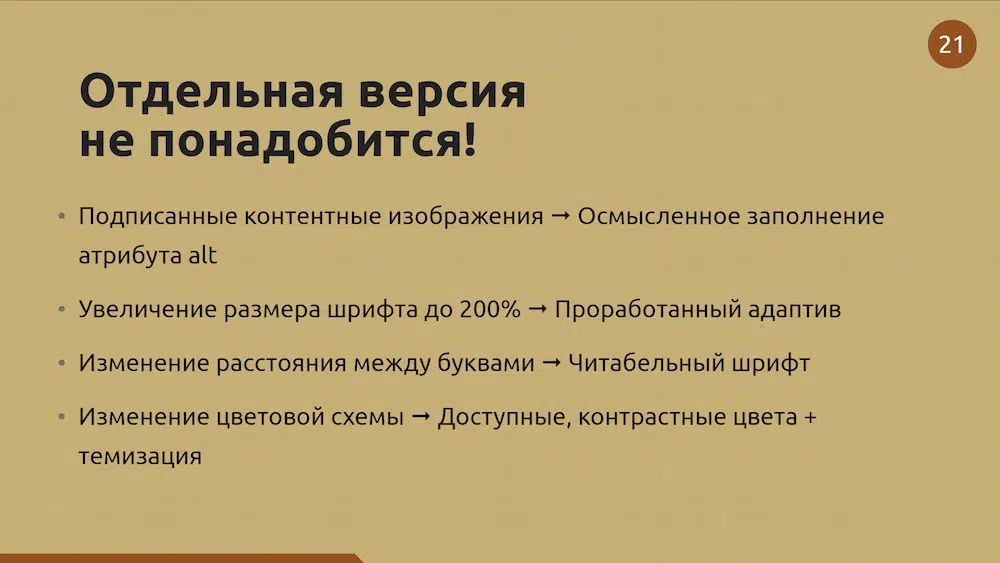 21
Отдельная версия
не понадобится!
• Подписанные контентные изображения → Осмысленное заполнение
атрибута alt
• Увеличение размера шрифта до 200% → Проработанный адаптив
• Изменение расстояния между буквами → Читабельный шрифт
• Изменение цветовой схемы → Доступные, контрастные цвета +
темизация